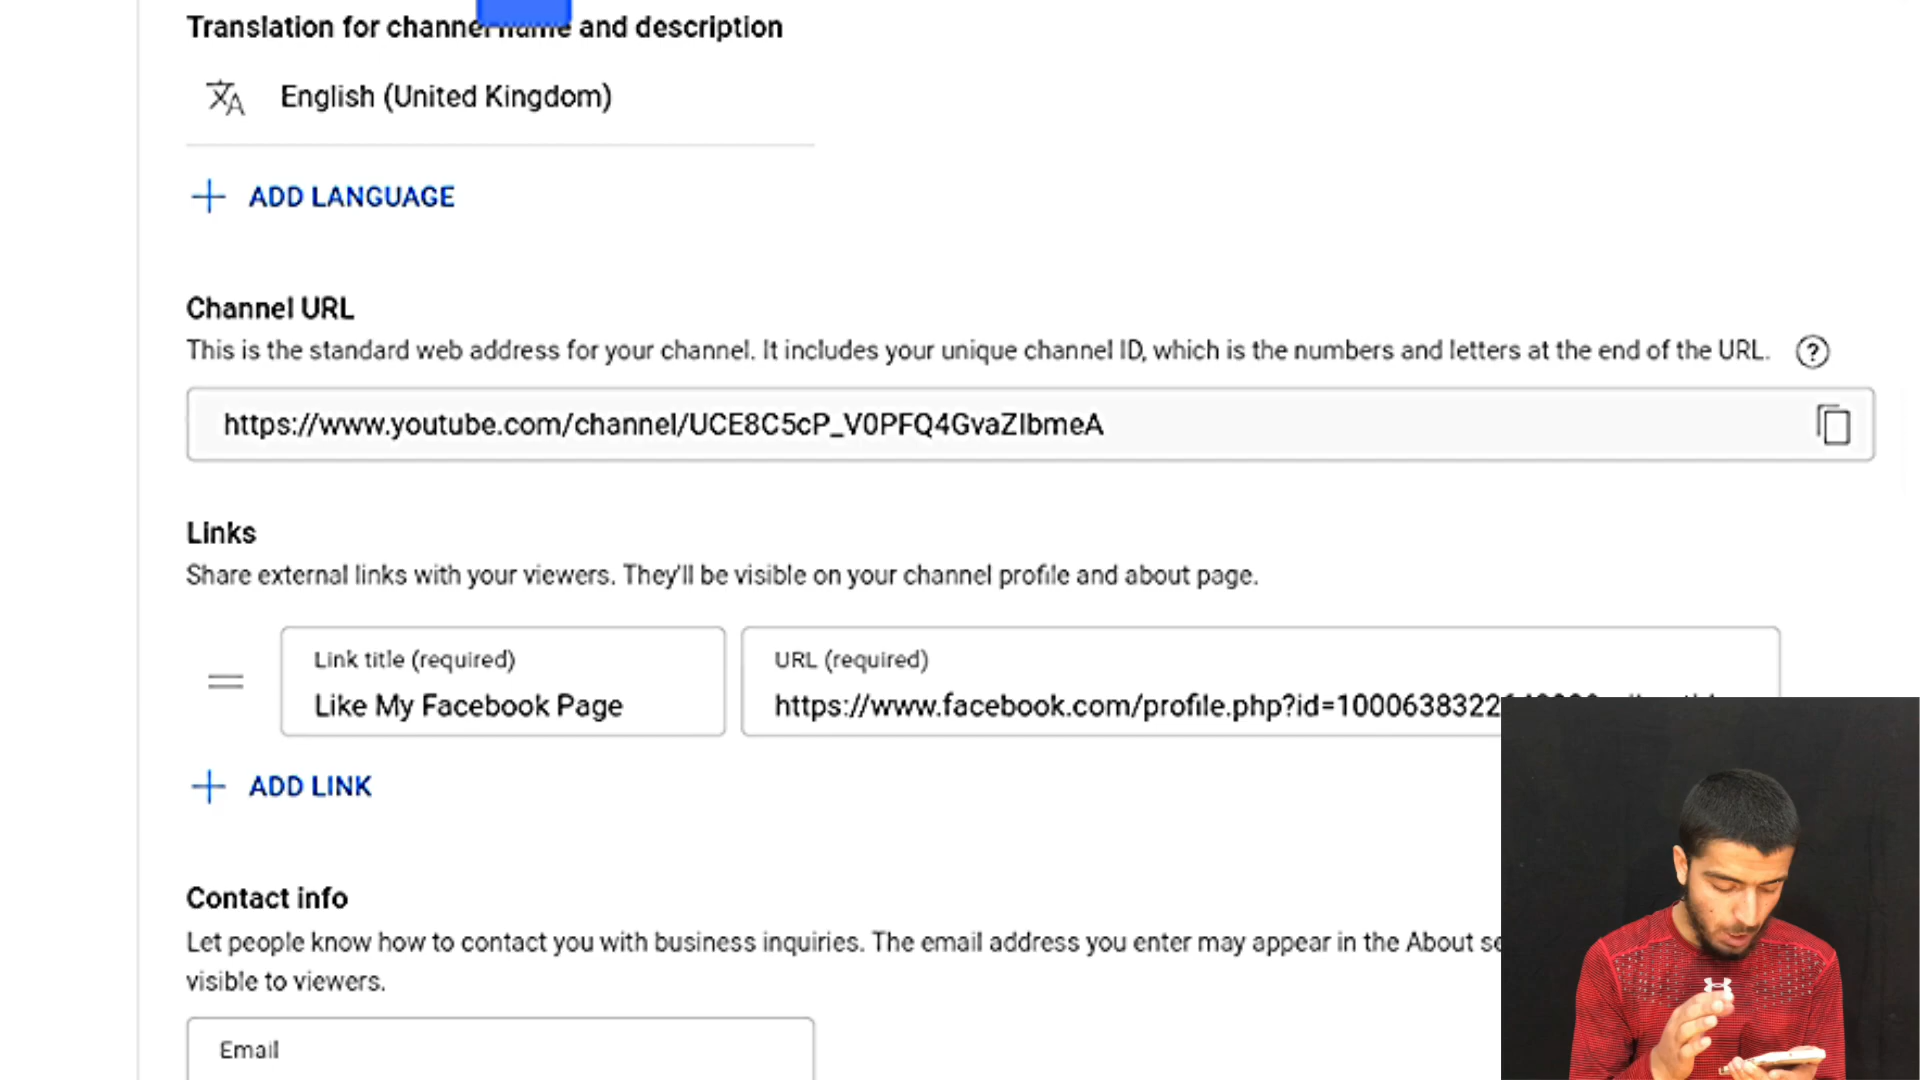 Translation for channel name and description
English (United Kingdom)
ADD LANGUAGE
Channel URL
This is the standard web address for your channel. It includes your unique channel ID, which is the numbers and letters at the end of the URL.
https://www.youtube.com/channel/UCE8C5cP_V0PFQ4GvaZIbmeA
Links
Share external links with your viewers. They'll be visible on your channel profile and about page.
Link title (required)
URL (required)
Like My Facebook Page
https://www.facebook.com/profile.php?id=1000638322
ADD LINK
Contact info
Let people know how to contact you with business inquiries. The email address you enter may appear in the About
visible to viewers.
Email